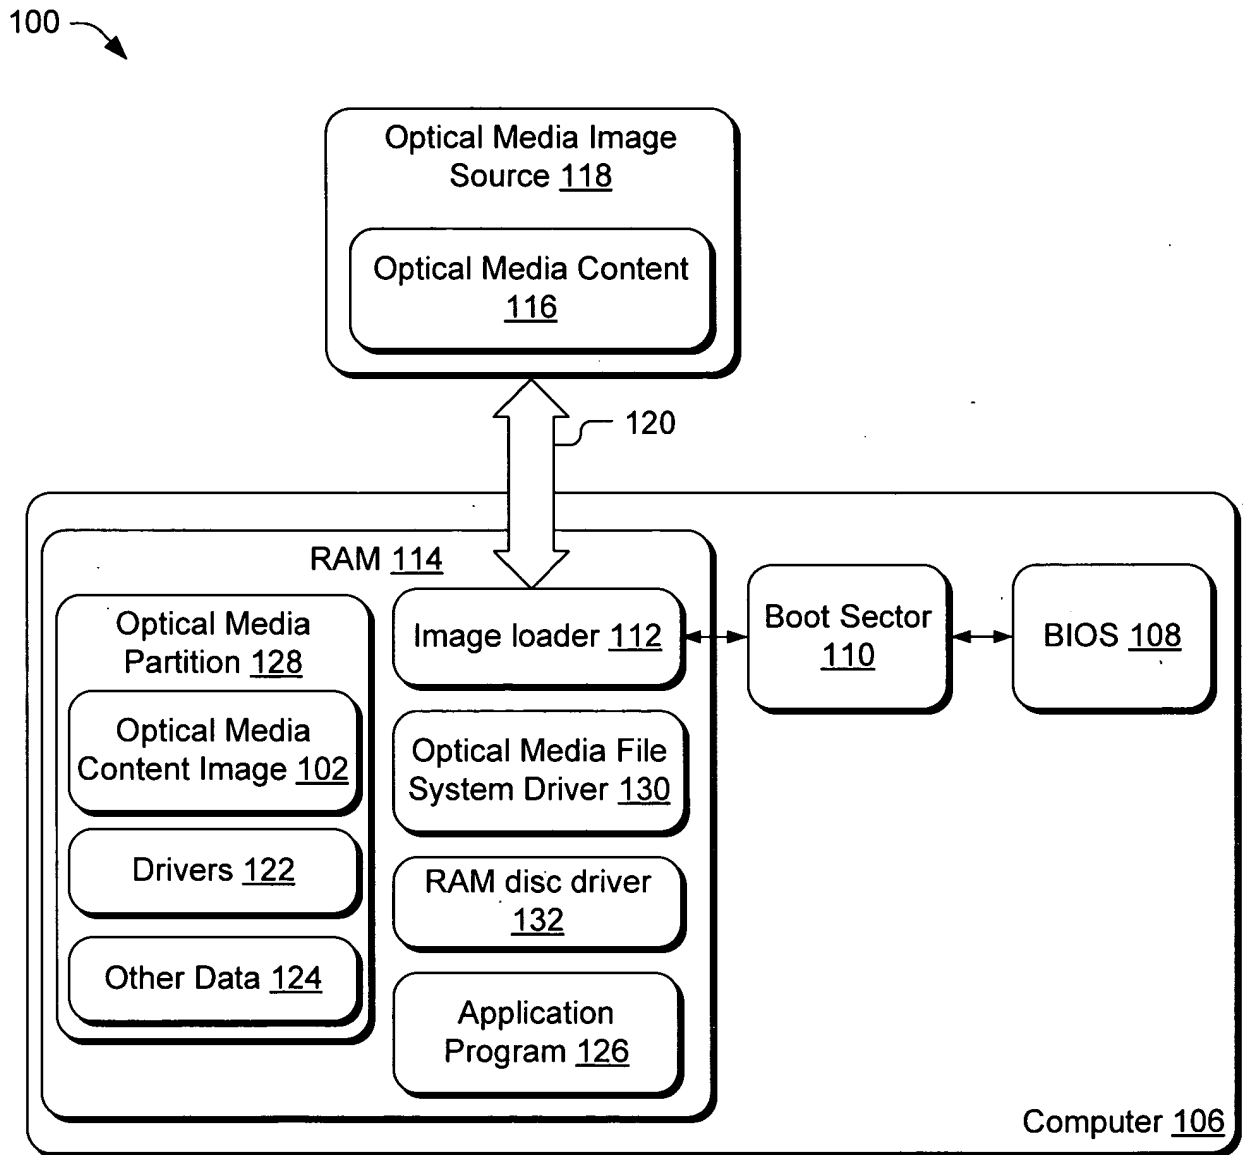 100
Optical Media Image
Source 118
Optical Media Content
116
120
RAM 114
Optical Media
Partition 128
Optical Media
Content Image 102
Drivers 122
Other Data 124
Image loader 112
Optical Media File
System Driver 130
RAM disc driver
132
Application
Program 126
Boot Sector
110
BIOS 108
Computer 106